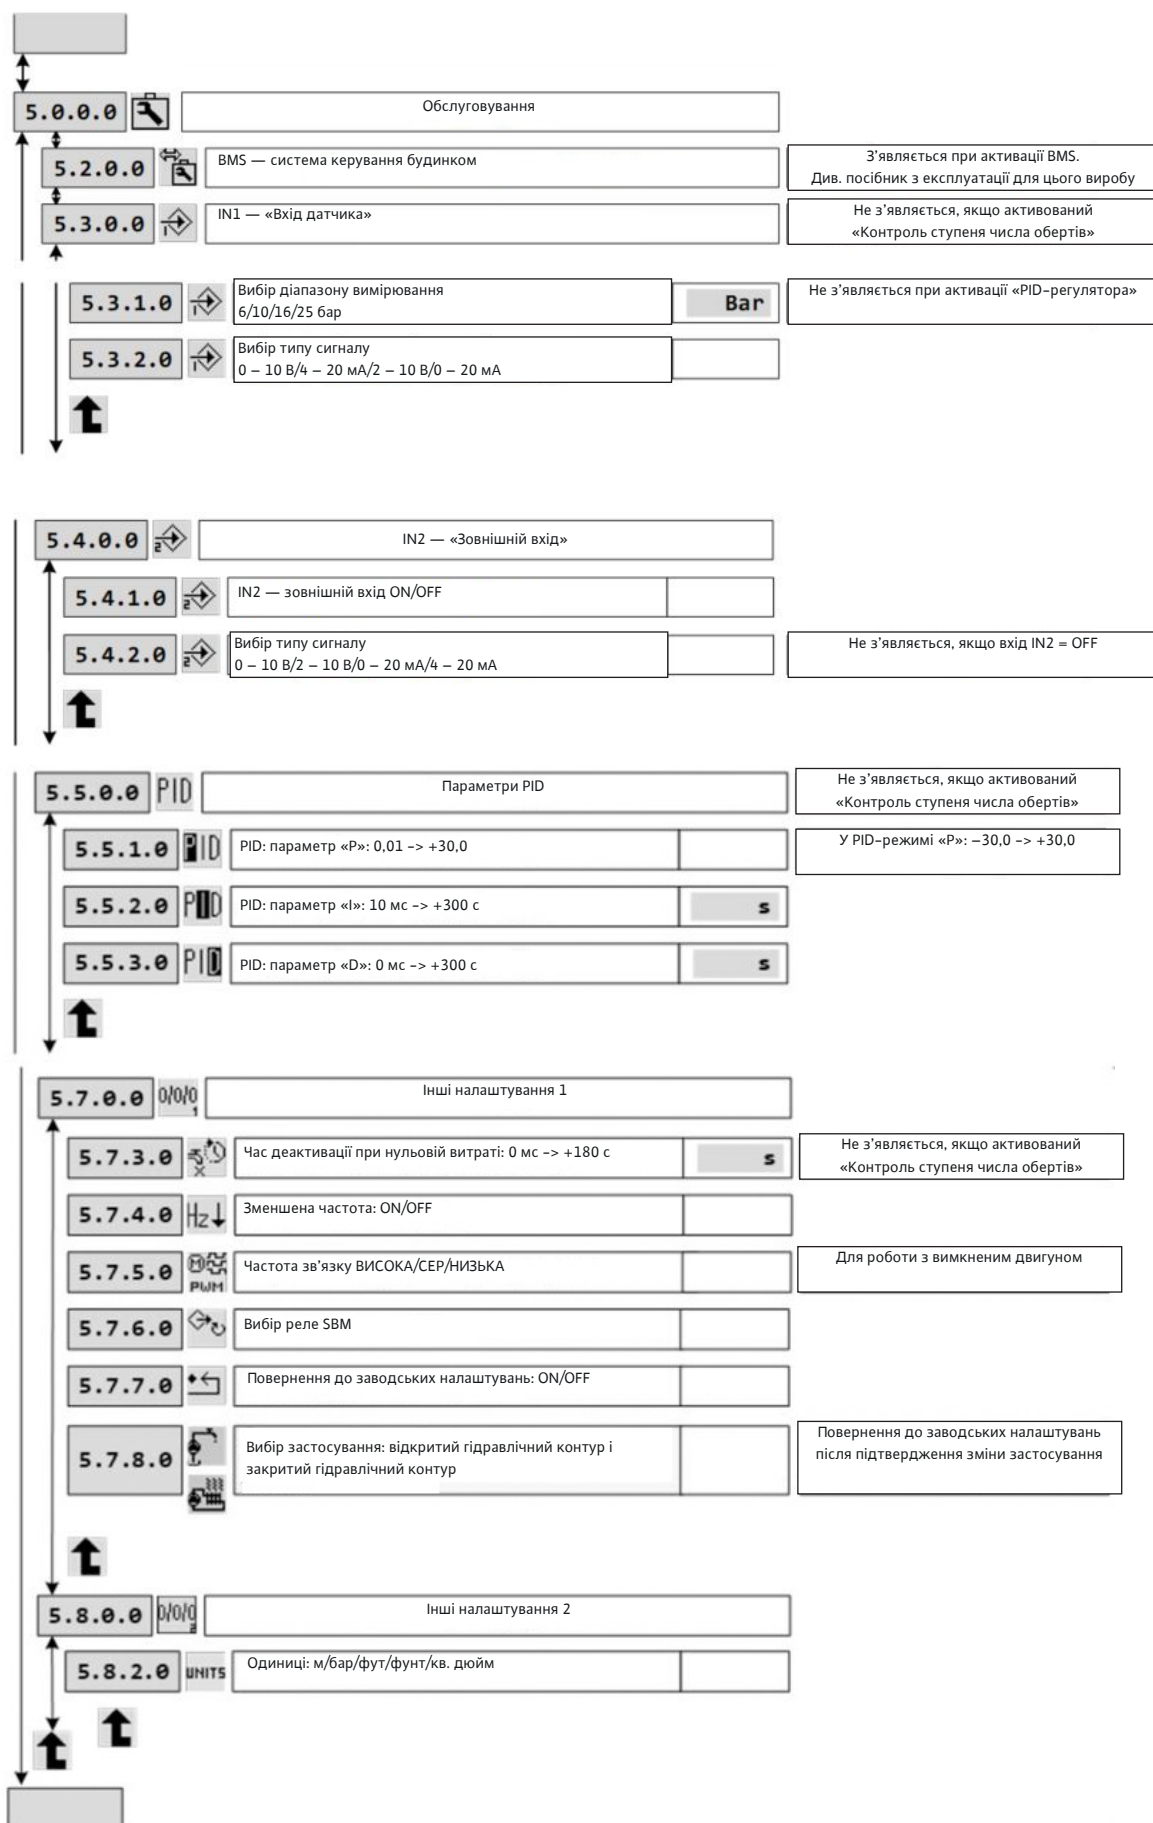 5.0.0.0
Обслуговування
5.2.0.0
BMS — система керування будинком
З’являється при активації BMS.
Див. посібник з експлуатації для цього виробу
5.3.0.0
1
IN1 — «Вхід датчика»
Не з’являється, якщо активований
«Контроль ступеня числа обертів»
5.3.1.0
1
Вибір діапазону вимірювання
6/10/16/25 бар
Bar
Не з’являється при активації «PID-регулятора»
5.3.2.0
1
Вибір типу сигналу
0 – 10 В/4 – 20 мА/2 – 10 В/0 – 20 мА
5.4.0.0
2
IN2 — «Зовнішній вхід»
5.4.1.0
2
IN2 — зовнішній вхід ON/OFF
5.4.2.0
2
Вибір типу сигналу
0 – 10 В/2 – 10 В/0 – 20 мА/4 – 20 мА
Не з’являється, якщо вхід IN2 = OFF
5.5.0.0
PID
Параметри PID
Не з’являється, якщо активований
«Контроль ступеня числа обертів»
5.5.1.0
PID
PID: параметр «P»: 0,01 -> +30,0
У PID-режимі «P»: –30,0 -> +30,0
5.5.2.0
PID
PID: параметр «I»: 10 мс -> +300 с
s
5.5.3.0
PID
PID: параметр «D»: 0 мс -> +300 с
s
5.7.0.0
0/0/0
1
Інші налаштування 1
5.7.3.0
Час деактивації при нульовій витраті: 0 мс -> +180 с
s
Не з’являється, якщо активований
«Контроль ступеня числа обертів»
5.7.4.0
Hz
Зменшена частота: ON/OFF
5.7.5.0
M
PWM
Частота зв’язку ВИСОКА/СЕР/НИЗЬКА
Для роботи з вимкненим двигуном
5.7.6.0
Вибір реле SBM
5.7.7.0
Повернення до заводських налаштувань: ON/OFF
5.7.8.0
Вибір застосування: відкритий гідравлічний контур і
закритий гідравлічний контур
Повернення до заводських налаштувань
після підтвердження зміни застосування
5.8.0.0
0/0/0
2
Інші налаштування 2
5.8.2.0
UNITS
Одиниці: м/бар/фут/фунт/кв. дюйм